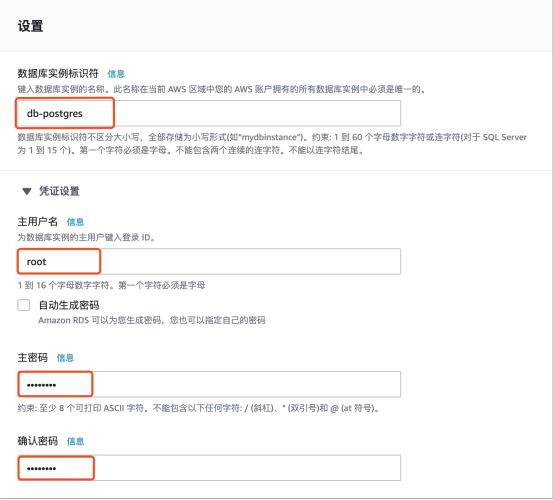 设置
数据库实例标识符 信息
键入数据库实例的名称。此名称在当前 AWS 区域中您的 AWS 账户拥有的所有数据库实例中必须是唯一的。
db-postgres
数据库实例标识符不区分大小写，全部存储为小写形式(如"mydbinstance")。约束: 1 到 60 个字母数字字符或连字符(对于 SQL Server
为 1 到 15 个)。第一个字符必须是字母。不能包含两个连续的连字符。不能以连字符结尾。
▼ 凭证设置
主用户名 信息
为数据库实例的主用户键入登录 ID。
root
1 到 16 个字母数字字符。第一个字符必须是字母
自动生成密码
Amazon RDS 可以为您生成密码，您也可以指定自己的密码
主密码 信息
••••••••
约束: 至少 8 个可打印 ASCII 字符。不能包含以下任何字符: / (斜杠)、" (双引号)和 @ (at 符号)。
确认密码 信息
••••••••